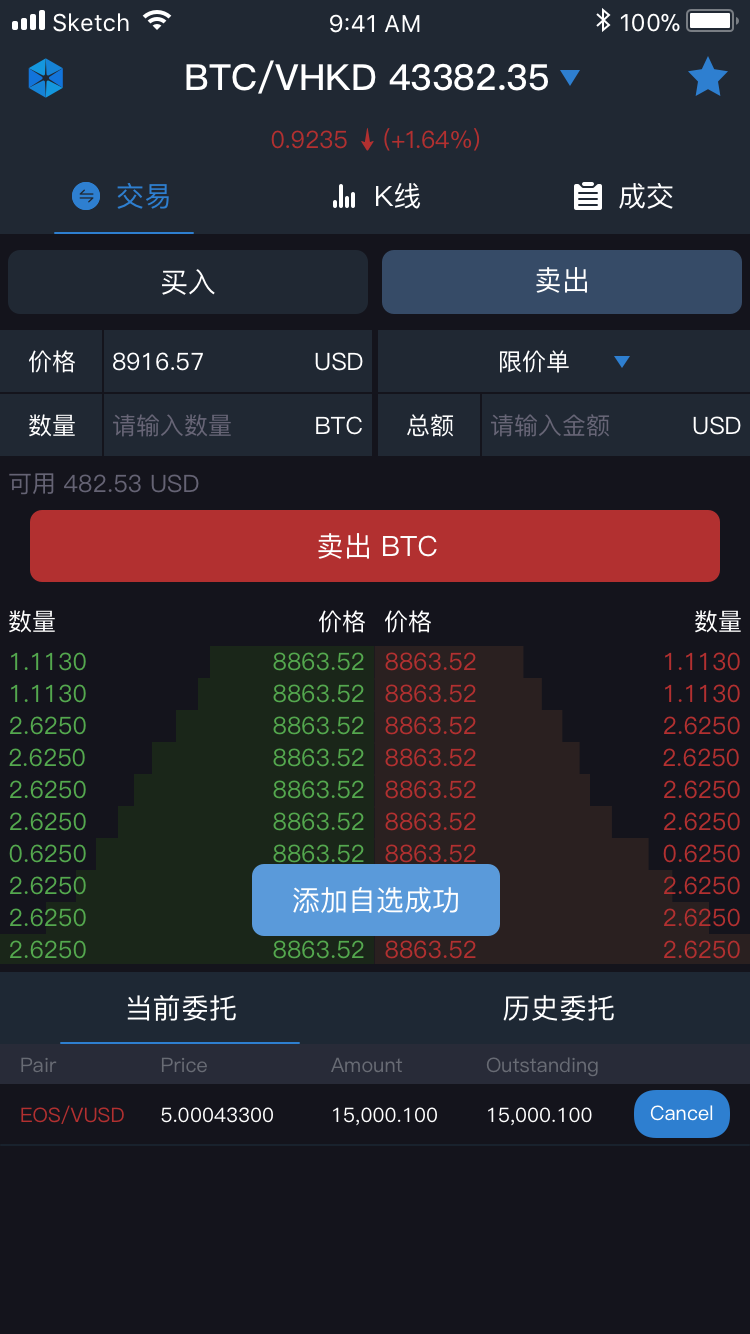 Sketch 9:41 AM 100%
BTC/VHKD 43382.35
0.9235 (+1.64%)
交易 K线 成交
买入 卖出
价格 8916.57 USD 限价单
数量 请输入数量 BTC 总额 请输入金额 USD
可用 482.53 USD
卖出 BTC
数量 价格 价格 数量
1.1130 8863.52 8863.52 1.1130
1.1130 8863.52 8863.52 1.1130
2.6250 8863.52 8863.52 2.6250
2.6250 8863.52 8863.52 2.6250
2.6250 8863.52 8863.52 2.6250
2.6250 8863.52 8863.52 2.6250
0.6250 8863.52 8863.52 0.6250
2.6250 2.6250
添加自选成功
2.6250 2.6250
2.6250 8863.52 8863.52 2.6250
当前委托 历史委托
Pair Price Amount Outstanding
EOS/VUSD 5.00043300 15,000.100 15,000.100 Cancel